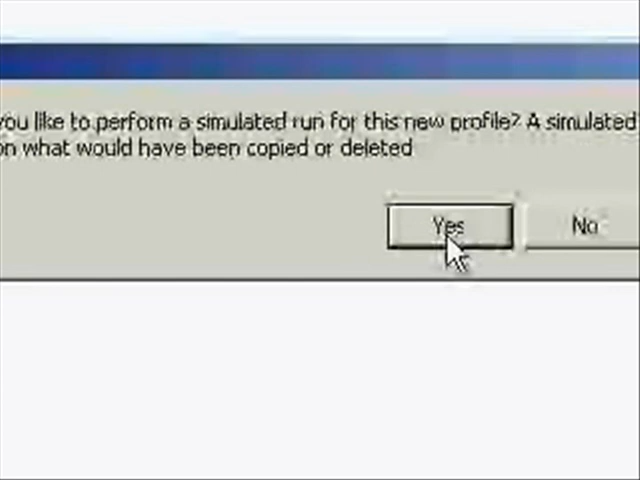 you like to perform a simulated run for this new profile? A simulated
on what would have been copied or deleted
Yes
No